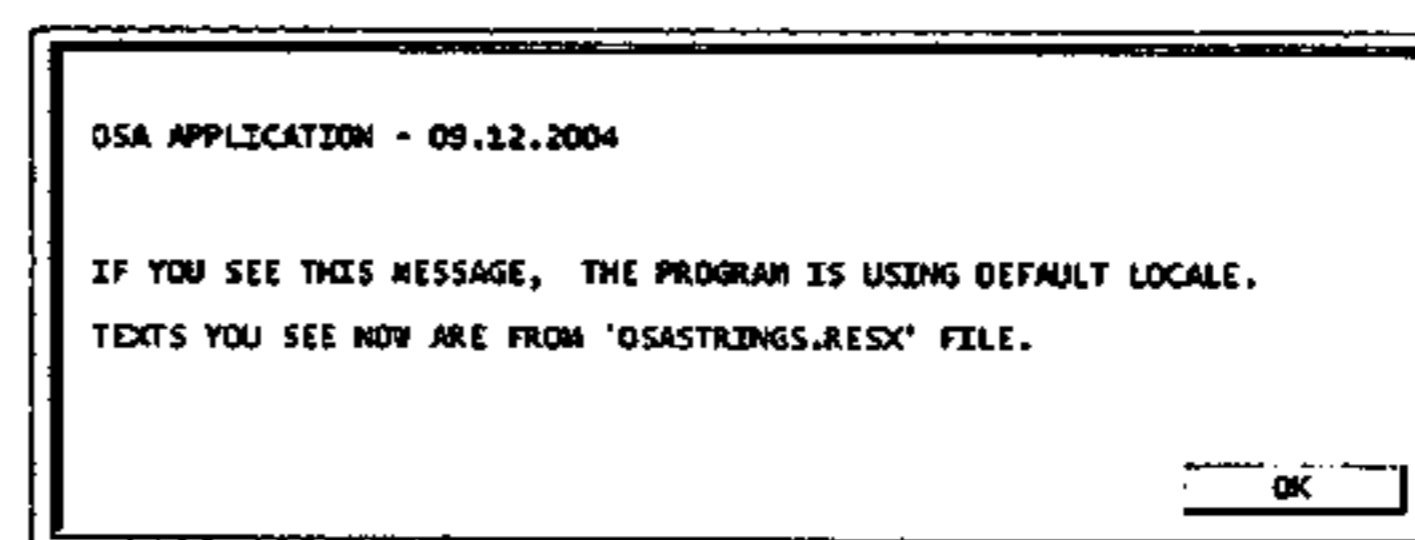 OSA APPLICATION - 09.12.2004
IF YOU SEE THIS MESSAGE,  THE PROGRAM IS USING DEFAULT LOCALE.
TEXTS YOU SEE NOW ARE FROM 'OSASTRINGS.RESX' FILE.
OK